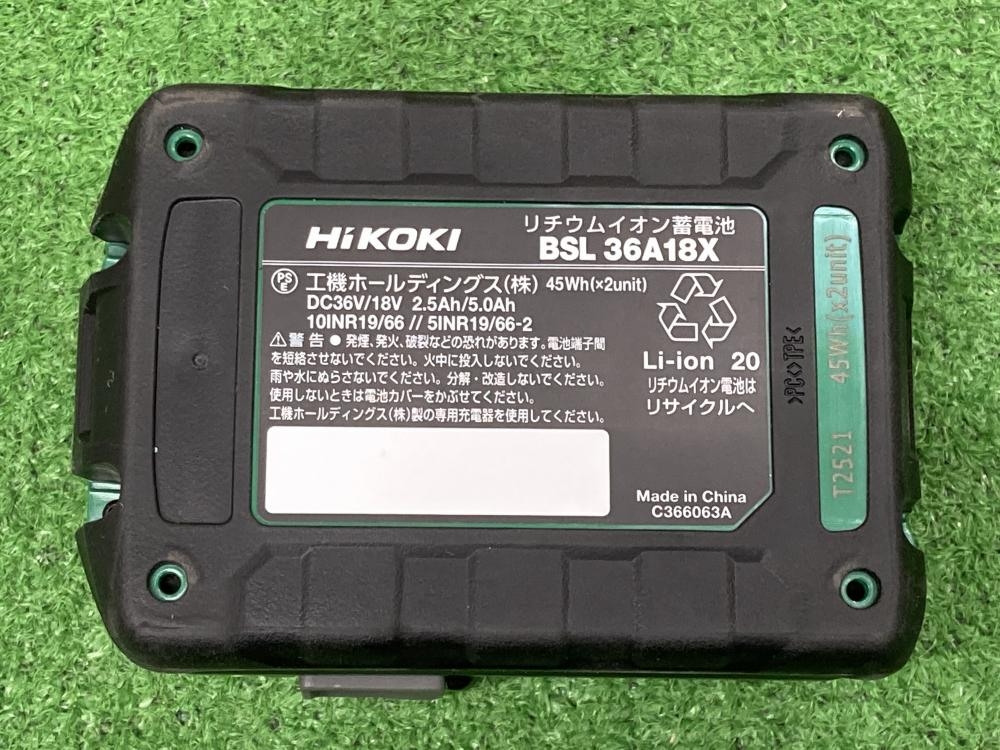 HiKOKI
リチウムイオン蓄電池
BSL 36A18X
PS
E
工機ホールディングス(株) 45Wh(×2unit)
DC36V/18V 2.5Ah/5.0Ah
10INR19/66 // 5INR19/66-2
⚠警告 ● 発煙、発火、破裂などの恐れがあります。電池端子間
を短絡させないでください。火中に投入しないでください。
雨や水にぬらさないでください。分解・改造しないでください。
使用しないときは電池カバーをかぶせてください。
工機ホールディングス(株)製の専用充電器を使用してください。
Li-ion 20
リチウムイオン電池は
リサイクルへ
Made in China
C366063A
>PC<>TPE<
T2521 45Wh(x2unit)